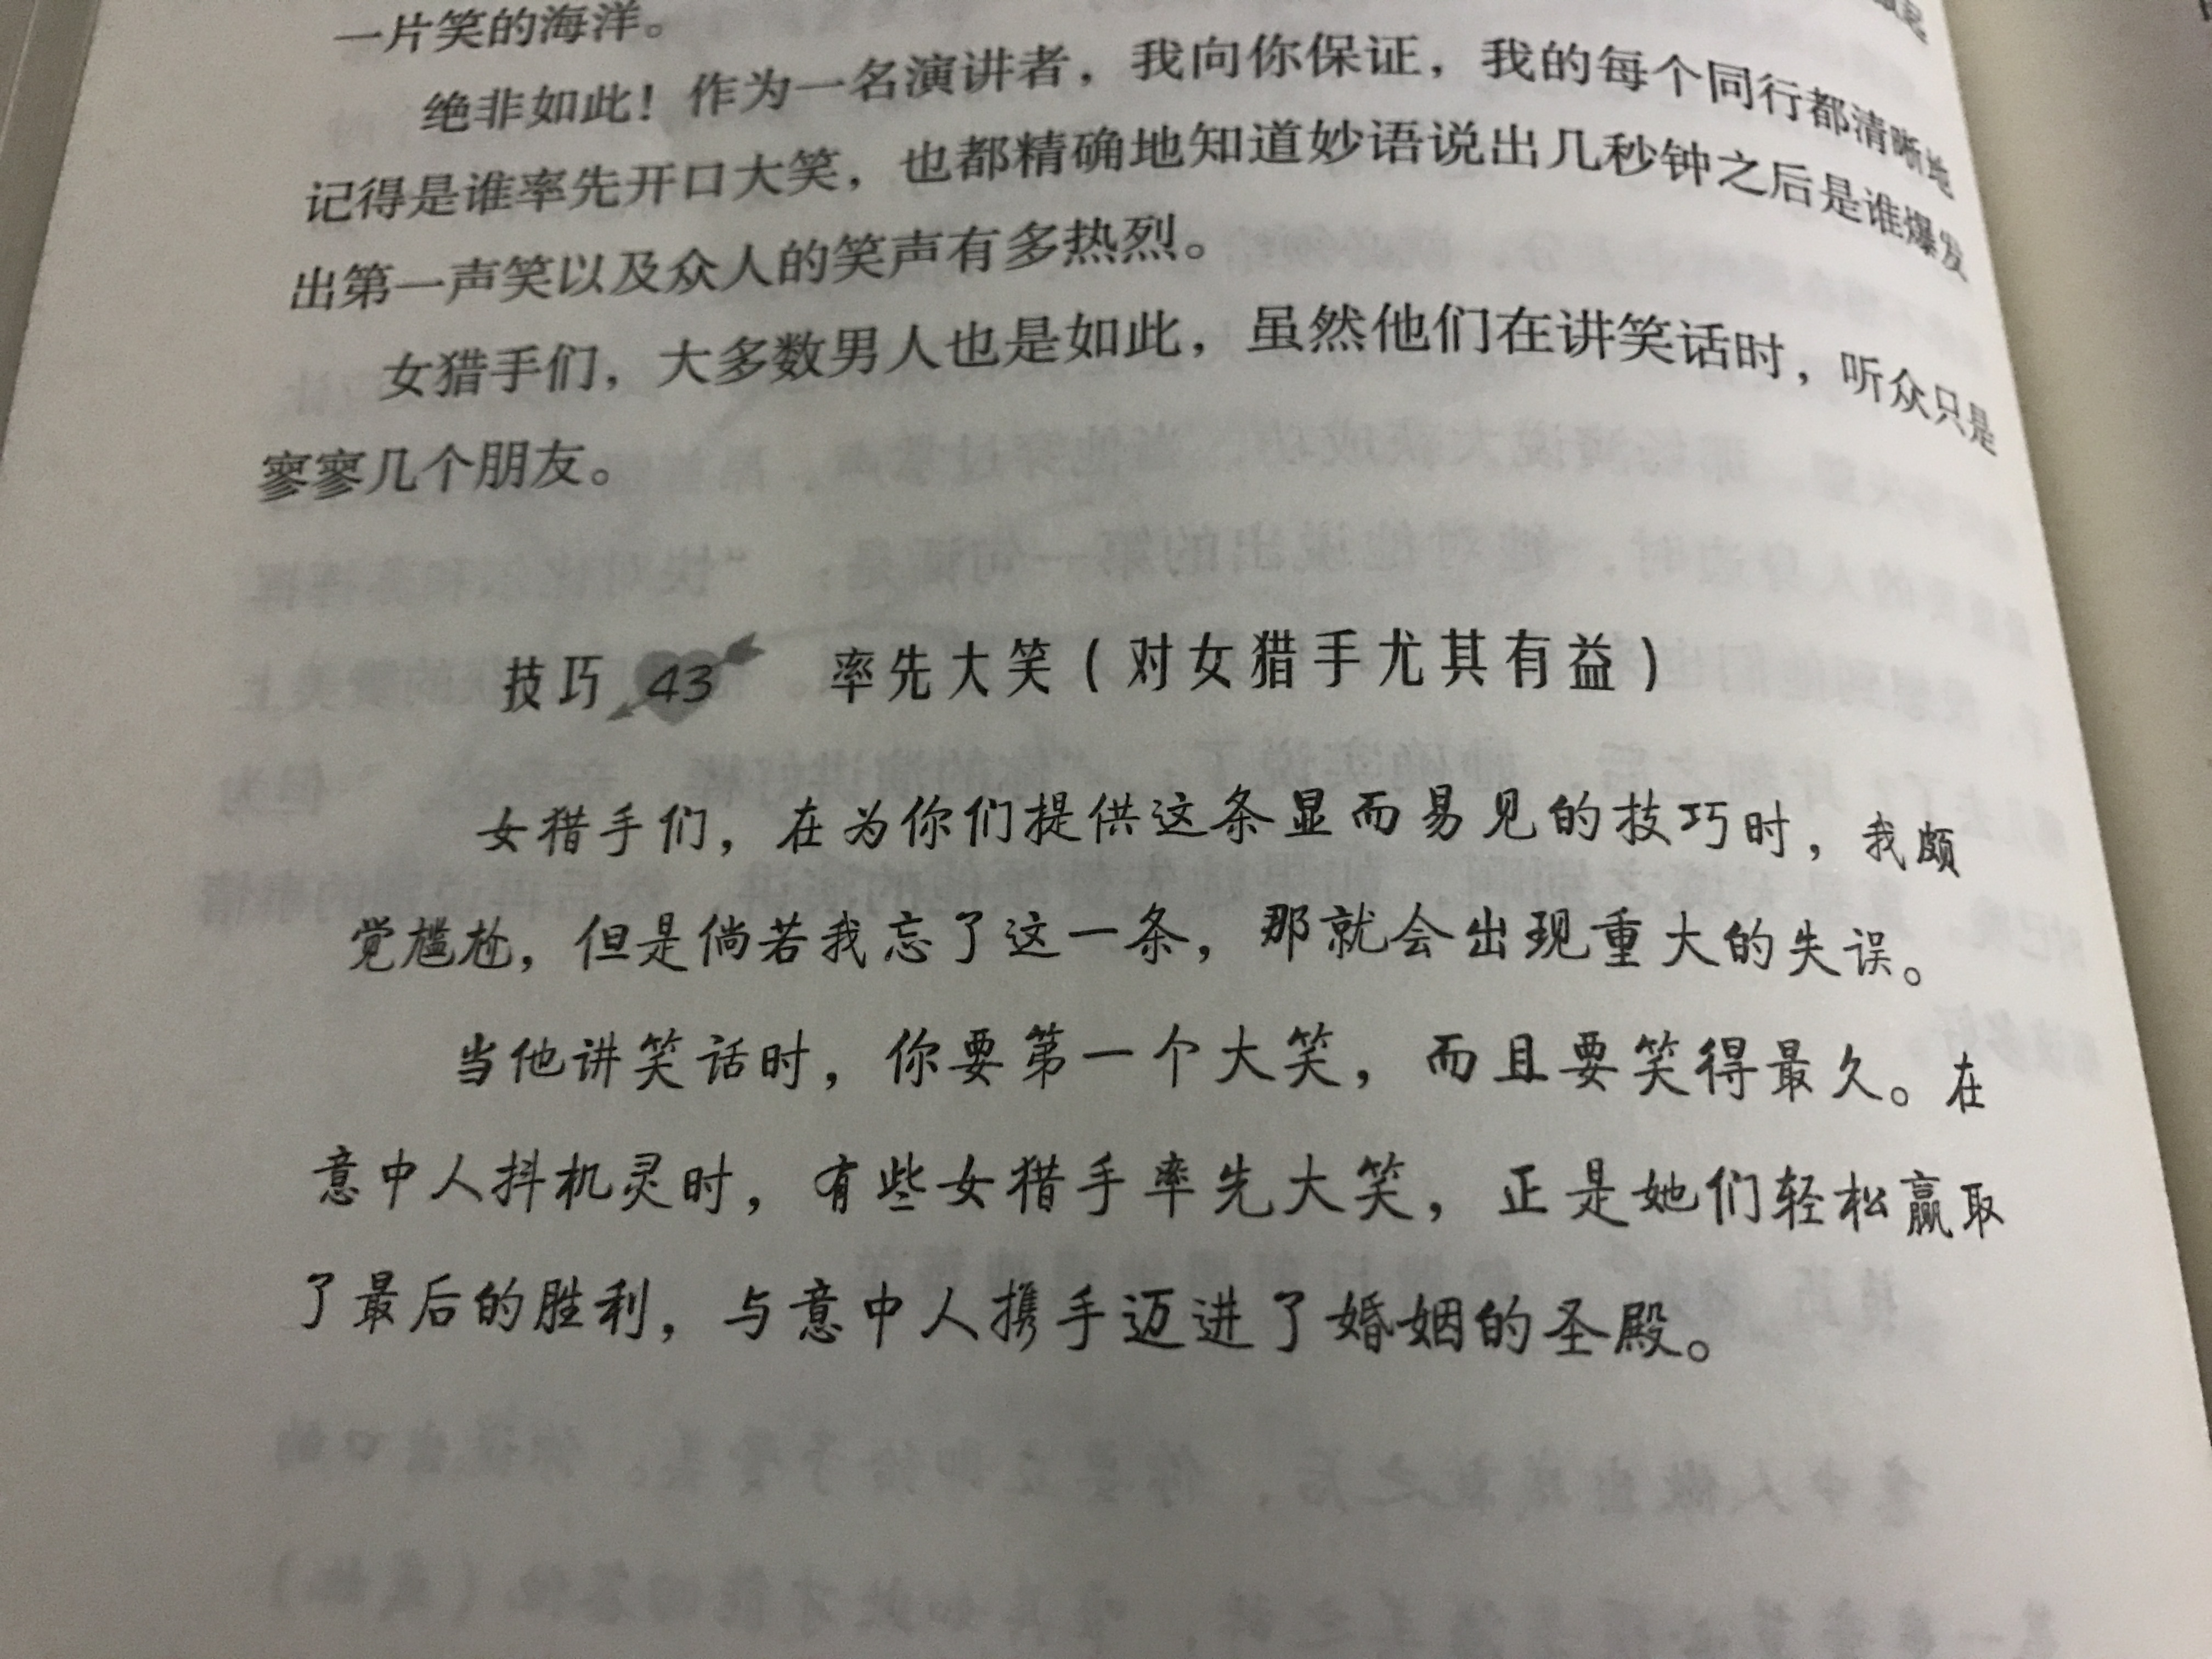 一片笑的海洋。
绝非如此！作为一名演讲者，我向你保证，我的每个同行都清晰地
记得是谁率先开口大笑，也都精确地知道妙语说出几秒钟之后是谁爆发
出第一声笑以及众人的笑声有多热烈。
女猎手们，大多数男人也是如此，虽然他们在讲笑话时，听众只是
寥寥几个朋友。
技巧 43 率先大笑（对女猎手尤其有益）
女猎手们，在为你们提供这条显而易见的技巧时，我颇
觉尴尬，但是倘若我忘了这一条，那就会出现重大的失误。
当他讲笑话时，你要第一个大笑，而且要笑得最久。在
意中人抖机灵时，有些女猎手率先大笑，正是她们轻松赢取
了最后的胜利，与意中人携手迈进了婚姻的圣殿。